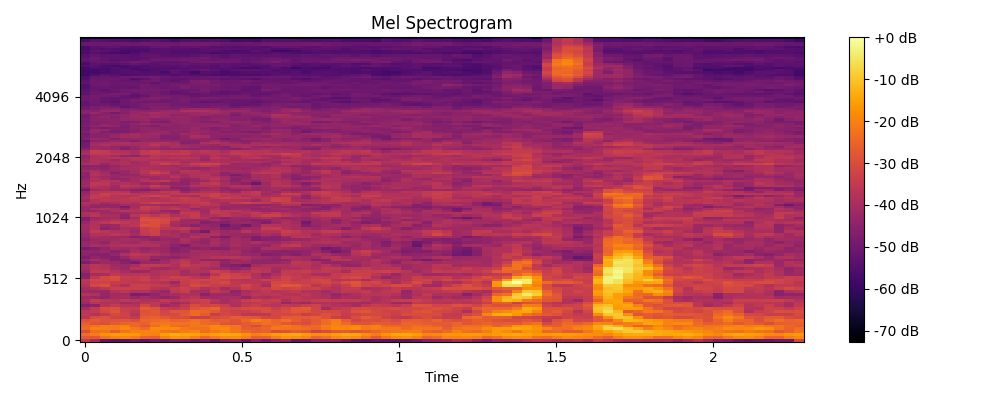 Mel Spectrogram
+0 dB
-10 dB
-20 dB
-30 dB
-40 dB
-50 dB
-60 dB
-70 dB
4096
2048
1024
512
0
Hz
0
0.5
1
1.5
2
Time